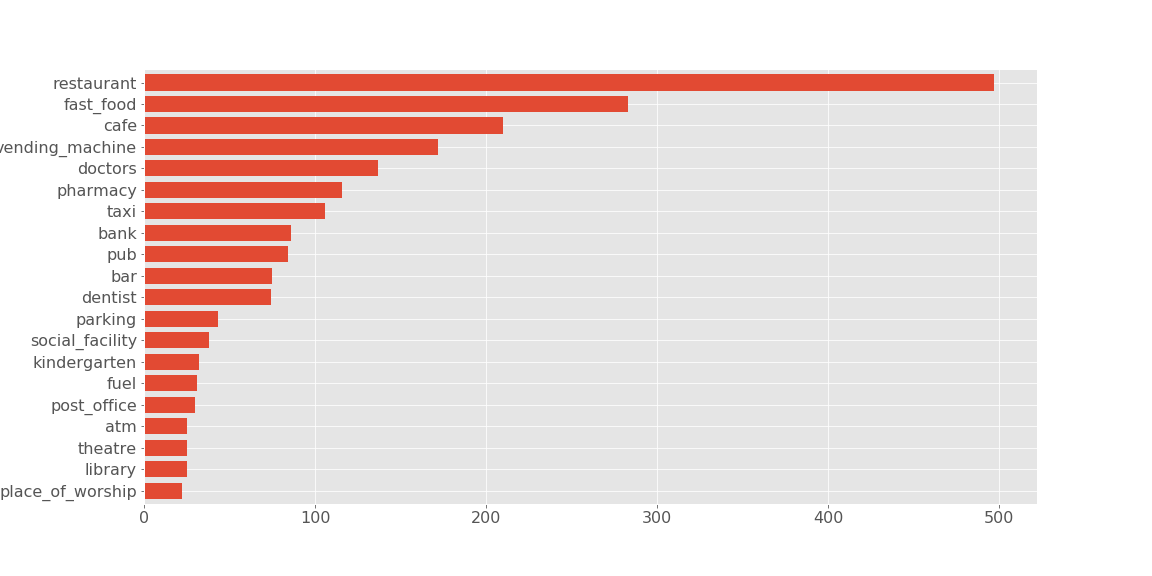 restaurant
fast_food
cafe
vending_machine
doctors
pharmacy
taxi
bank
pub
bar
dentist
parking
social_facility
kindergarten
fuel
post_office
atm
theatre
library
place_of_worship
0 100 200 300 400 500